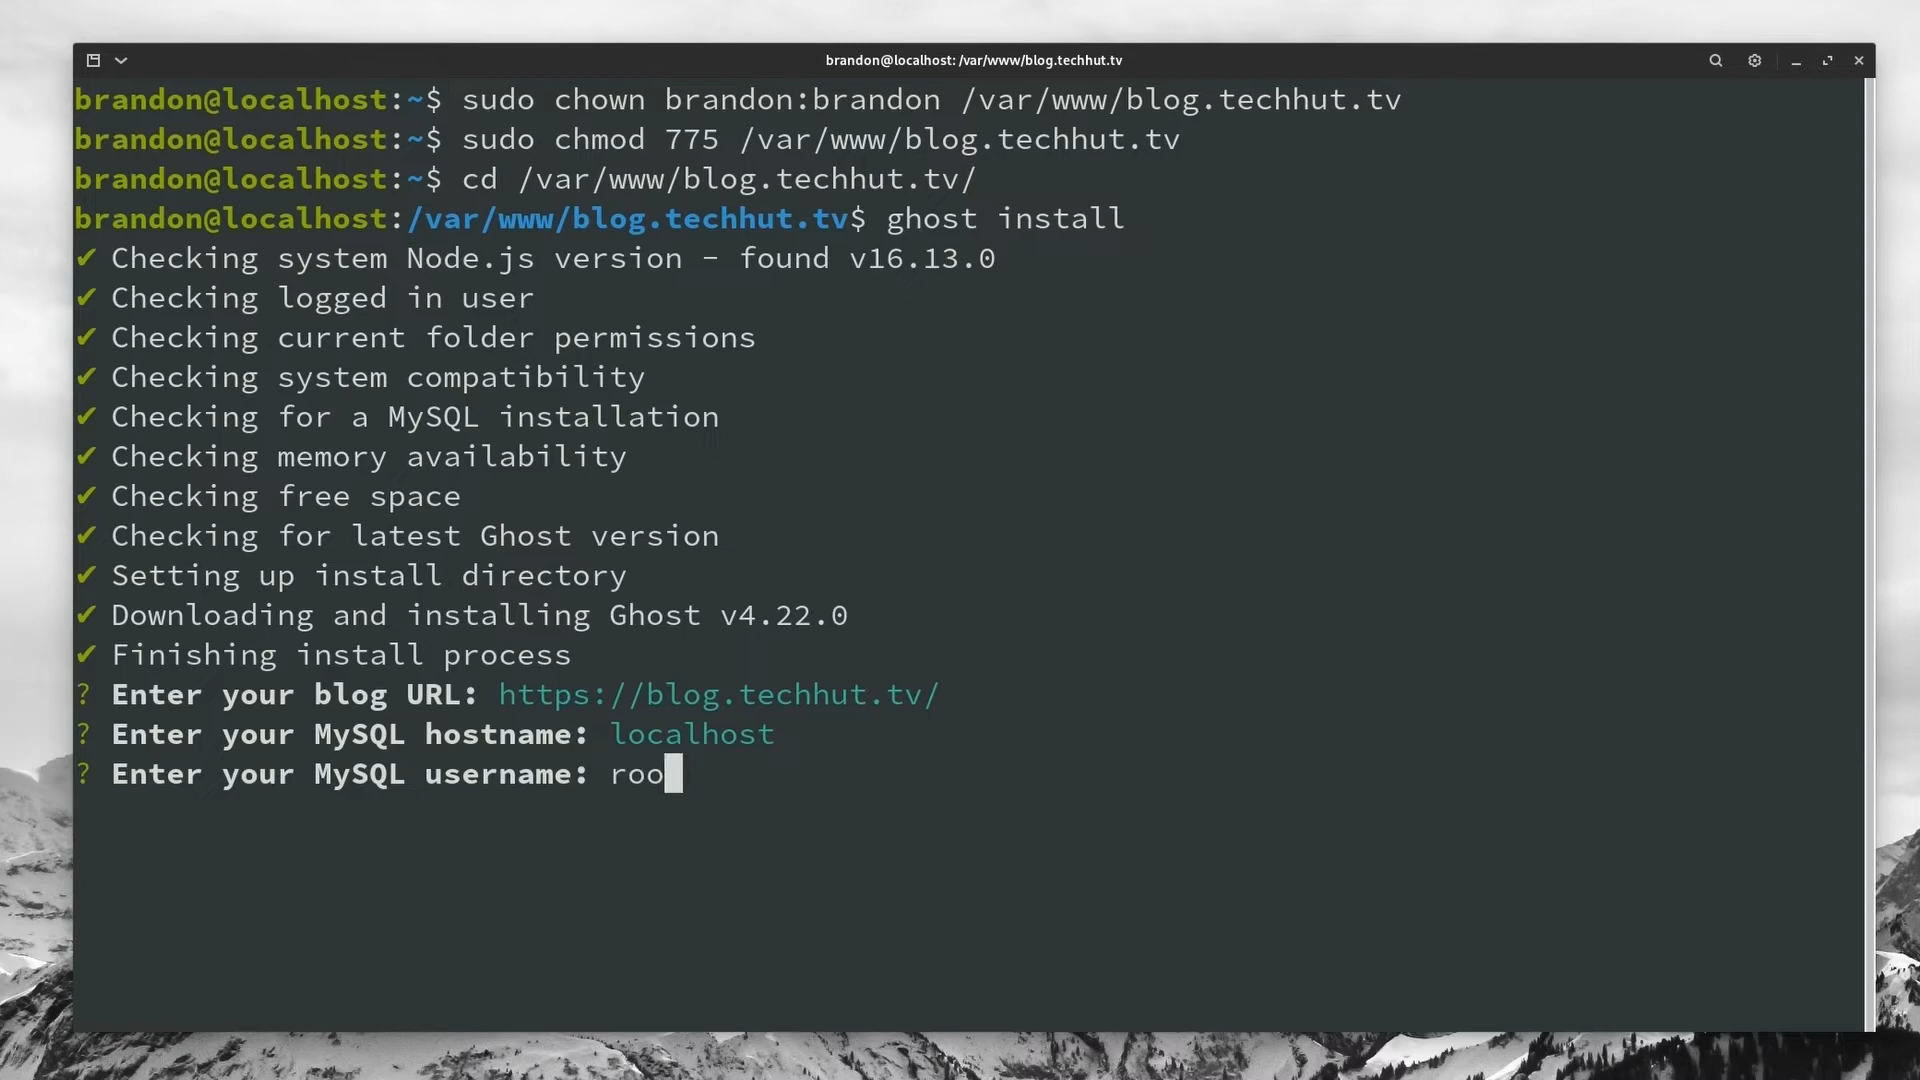 brandon@localhost: /var/www/blog.techhut.tv
brandon@localhost:~$ sudo chown brandon:brandon /var/www/blog.techhut.tv
brandon@localhost:~$ sudo chmod 775 /var/www/blog.techhut.tv
brandon@localhost:~$ cd /var/www/blog.techhut.tv/
brandon@localhost:/var/www/blog.techhut.tv$ ghost install
✔ Checking system Node.js version - found v16.13.0
✔ Checking logged in user
✔ Checking current folder permissions
✔ Checking system compatibility
✔ Checking for a MySQL installation
✔ Checking memory availability
✔ Checking free space
✔ Checking for latest Ghost version
✔ Setting up install directory
✔ Downloading and installing Ghost v4.22.0
✔ Finishing install process
? Enter your blog URL: https://blog.techhut.tv/
? Enter your MySQL hostname: localhost
? Enter your MySQL username: roo